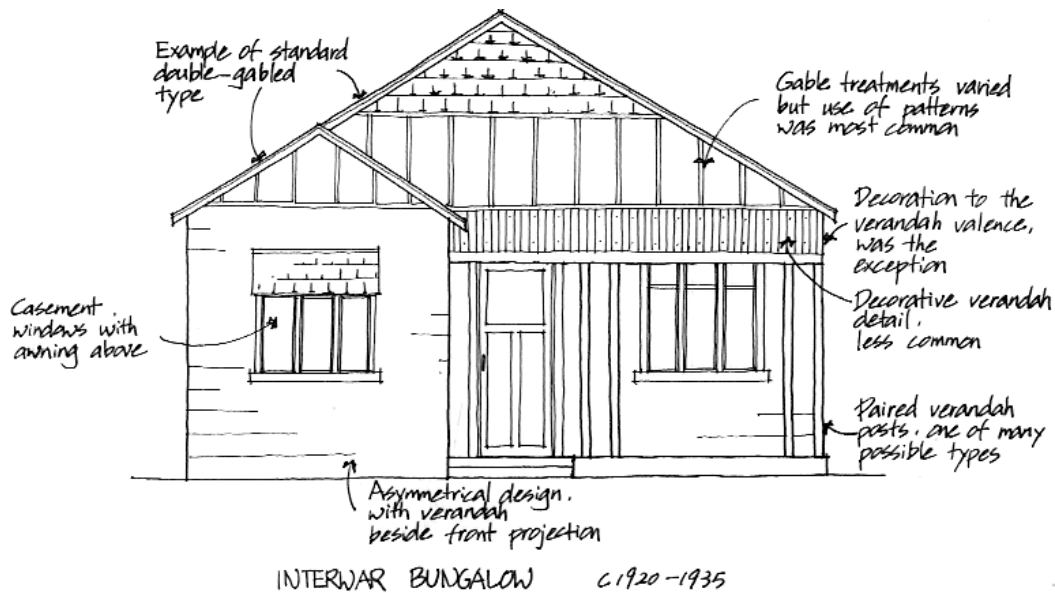 Example of standard
double-gabled
type
Gable treatments varied
but use of patterns
was most common
Decoration to the
verandah valence,
was the
exception
Decorative verandah
detail.
less common
Casement.
windows with
awning above
Paired verandah
posts. one of many
possible types
Asymmetrical design.
with verandah
beside front projection
INTERWAR BUNGALOW c.1920-1935